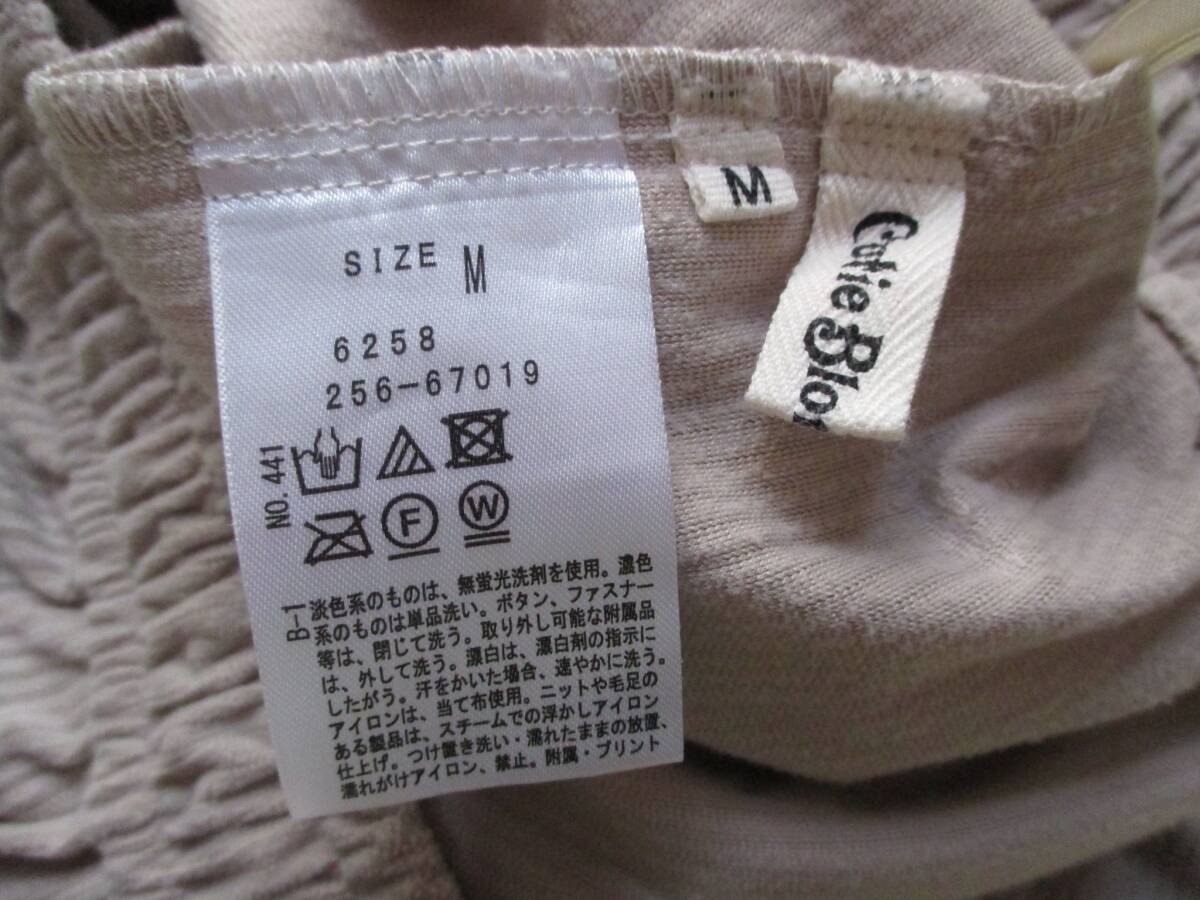 SIZE M
6258
256-67019
NO.441
F W
B-1
淡色系のものは、無蛍光洗剤を使用。濃色
系のものは単品洗い。ボタン、ファスナー
等は、閉じて洗う。取り外し可能な附属品
は、外して洗う。漂白は、漂白剤の指示に
したがう。汗をかいた場合、速やかに洗う。
アイロンは、当て布使用。ニットや毛足の
ある製品は、スチームでの浮かしアイロン
仕上げ。つけ置き洗い・濡れたままの放置、
濡れがけアイロン、禁止。附属・プリント
M
Cutie Blo